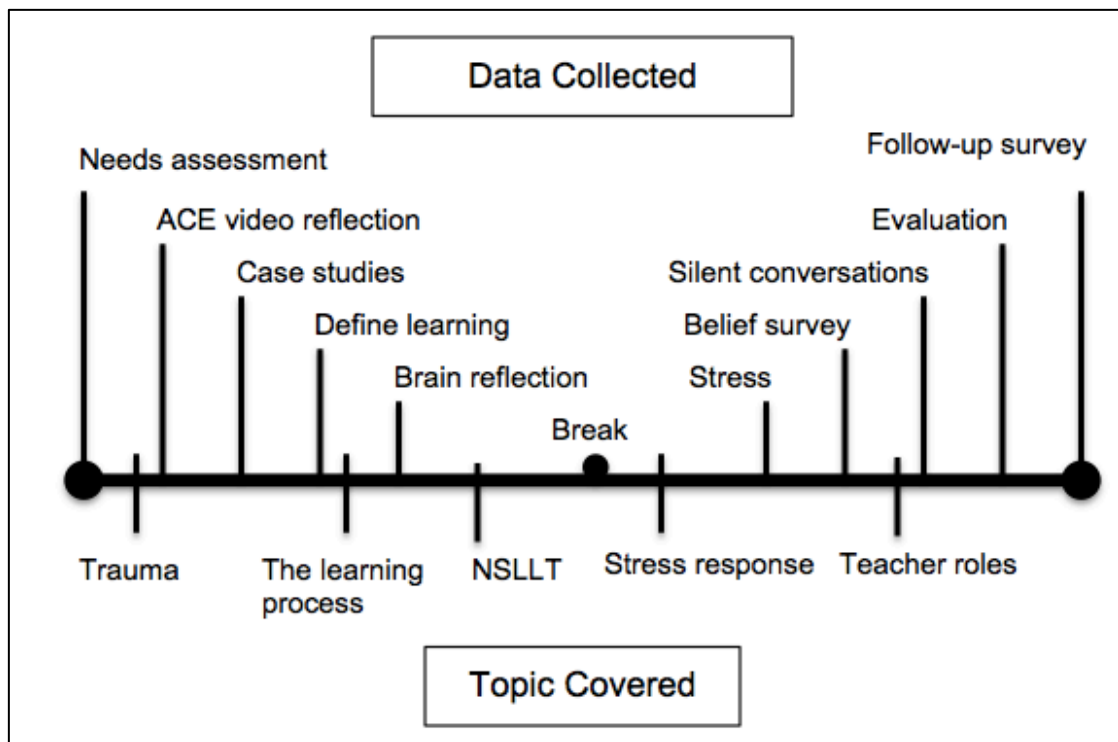 Data Collected
Needs assessment
Follow-up survey
ACE video reflection
Evaluation
Case studies
Silent conversations
Define learning
Belief survey
Brain reflection
Stress
Break
Trauma
The learning
process
NSLLT
Stress response
Teacher roles
Topic Covered